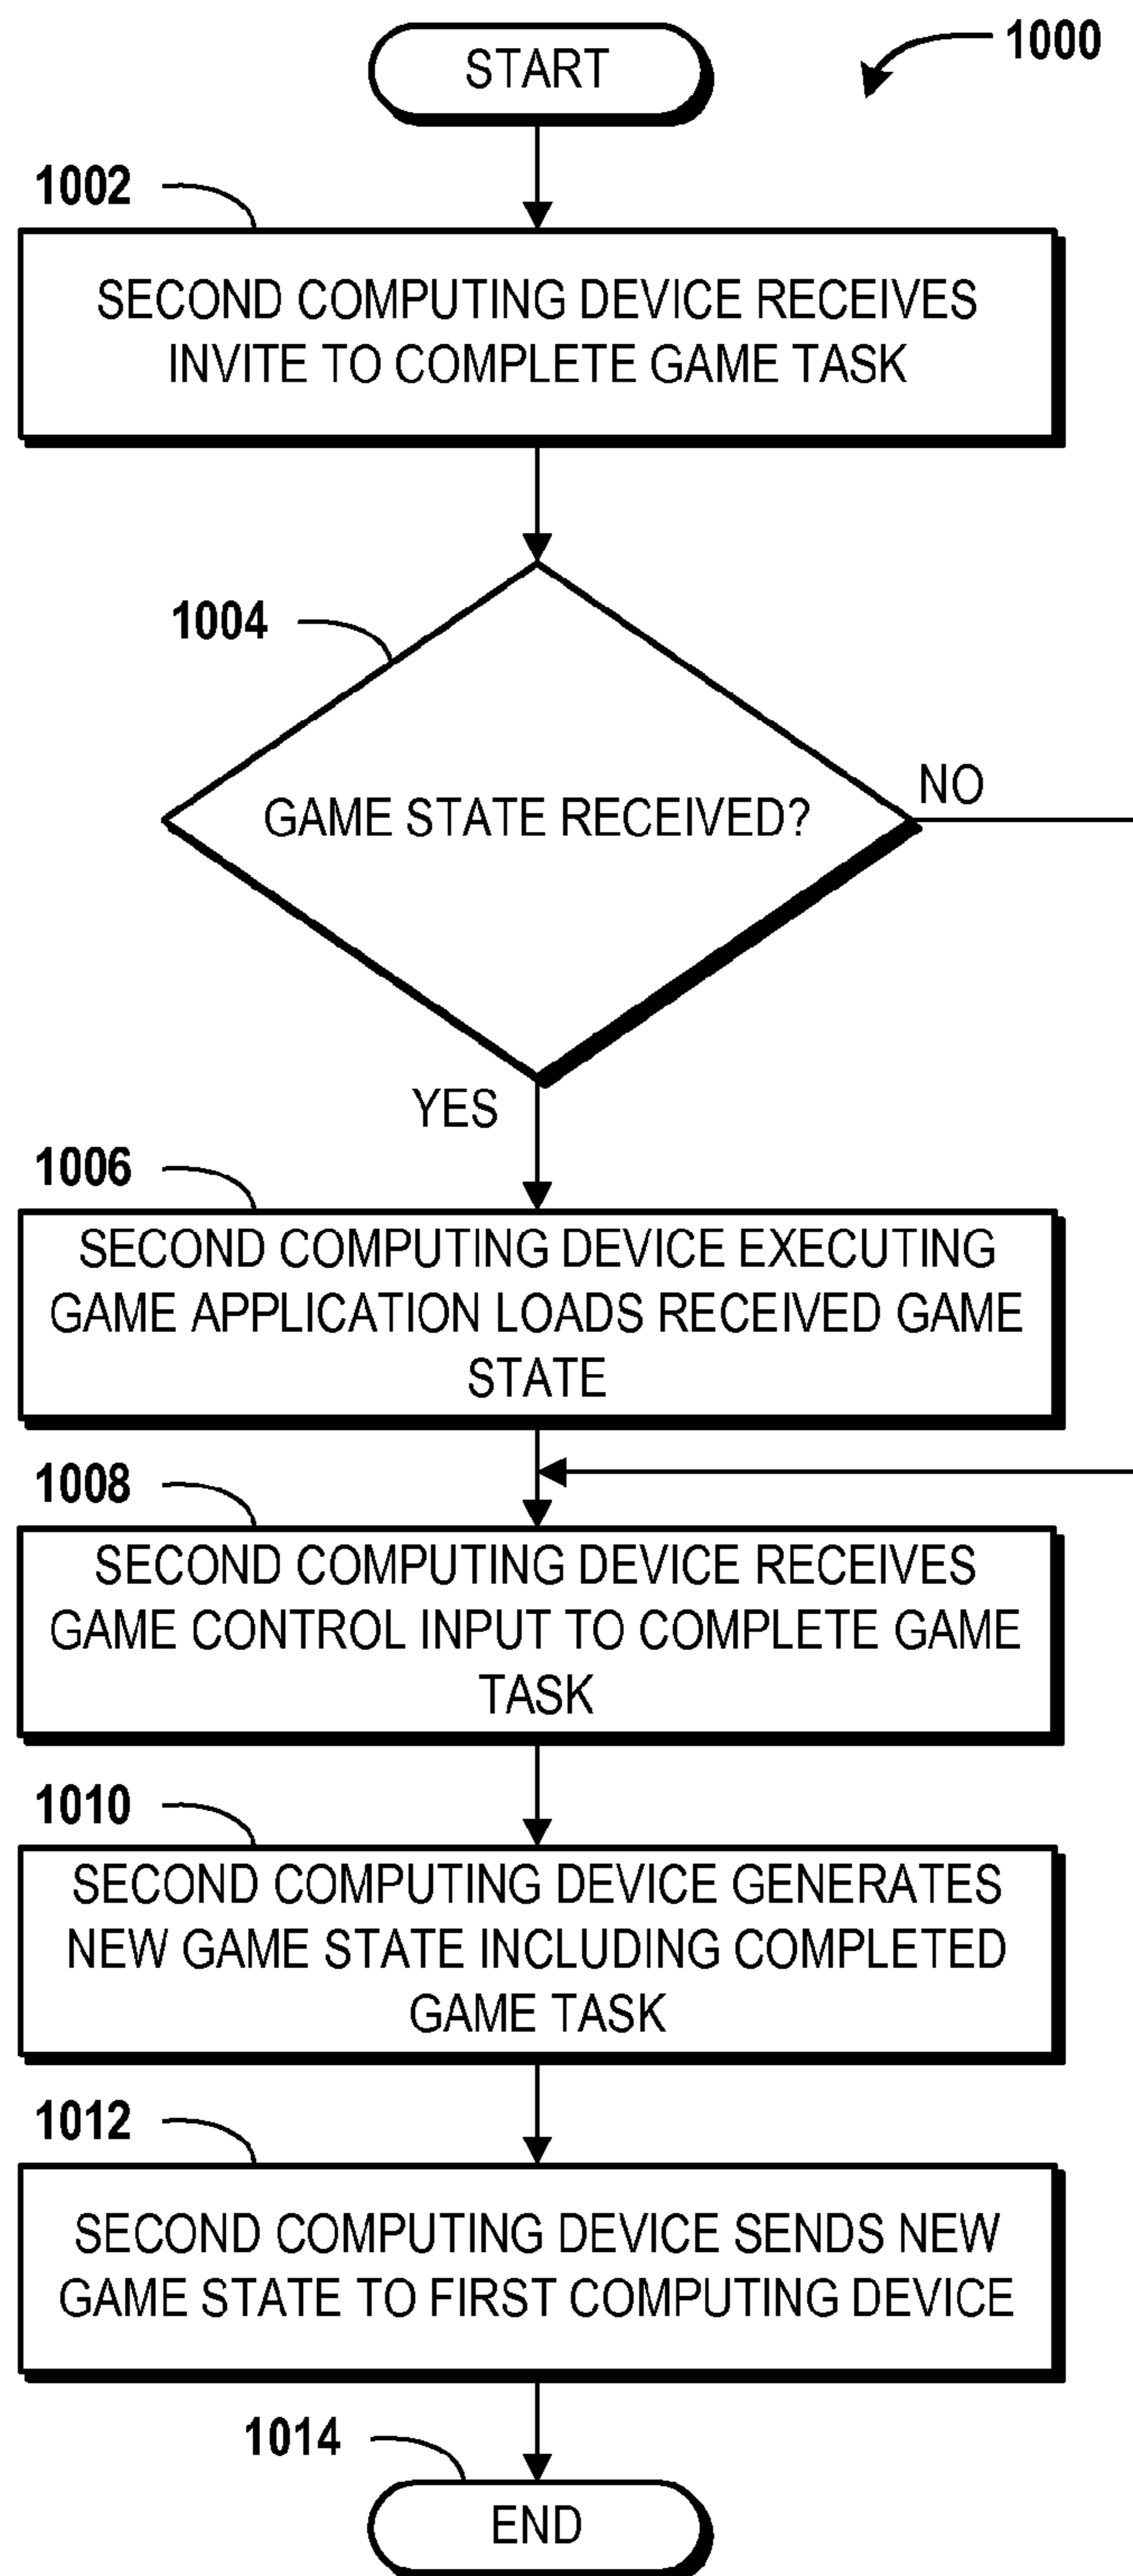 START
1000
1002
SECOND COMPUTING DEVICE RECEIVES
INVITE TO COMPLETE GAME TASK
1004
GAME STATE RECEIVED?
NO
YES
1006
SECOND COMPUTING DEVICE EXECUTING
GAME APPLICATION LOADS RECEIVED GAME
STATE
1008
SECOND COMPUTING DEVICE RECEIVES
GAME CONTROL INPUT TO COMPLETE GAME
TASK
1010
SECOND COMPUTING DEVICE GENERATES
NEW GAME STATE INCLUDING COMPLETED
GAME TASK
1012
SECOND COMPUTING DEVICE SENDS NEW
GAME STATE TO FIRST COMPUTING DEVICE
1014
END